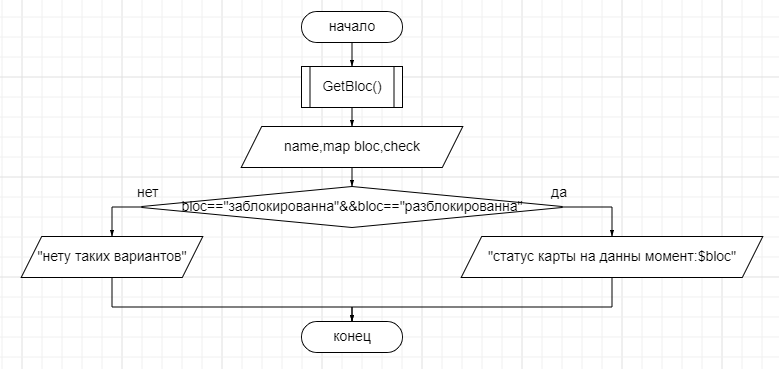 начало
GetBloc()
name,map bloc,check
нет
да
bloc=="заблокированна"&&bloc=="разблокированна"
"нету таких вариантов"
"статус карты на данны момент:$bloc"
конец